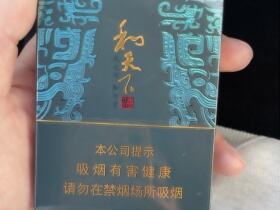 和天下
本公司提示
吸烟有害健康
请勿在禁烟场所吸烟